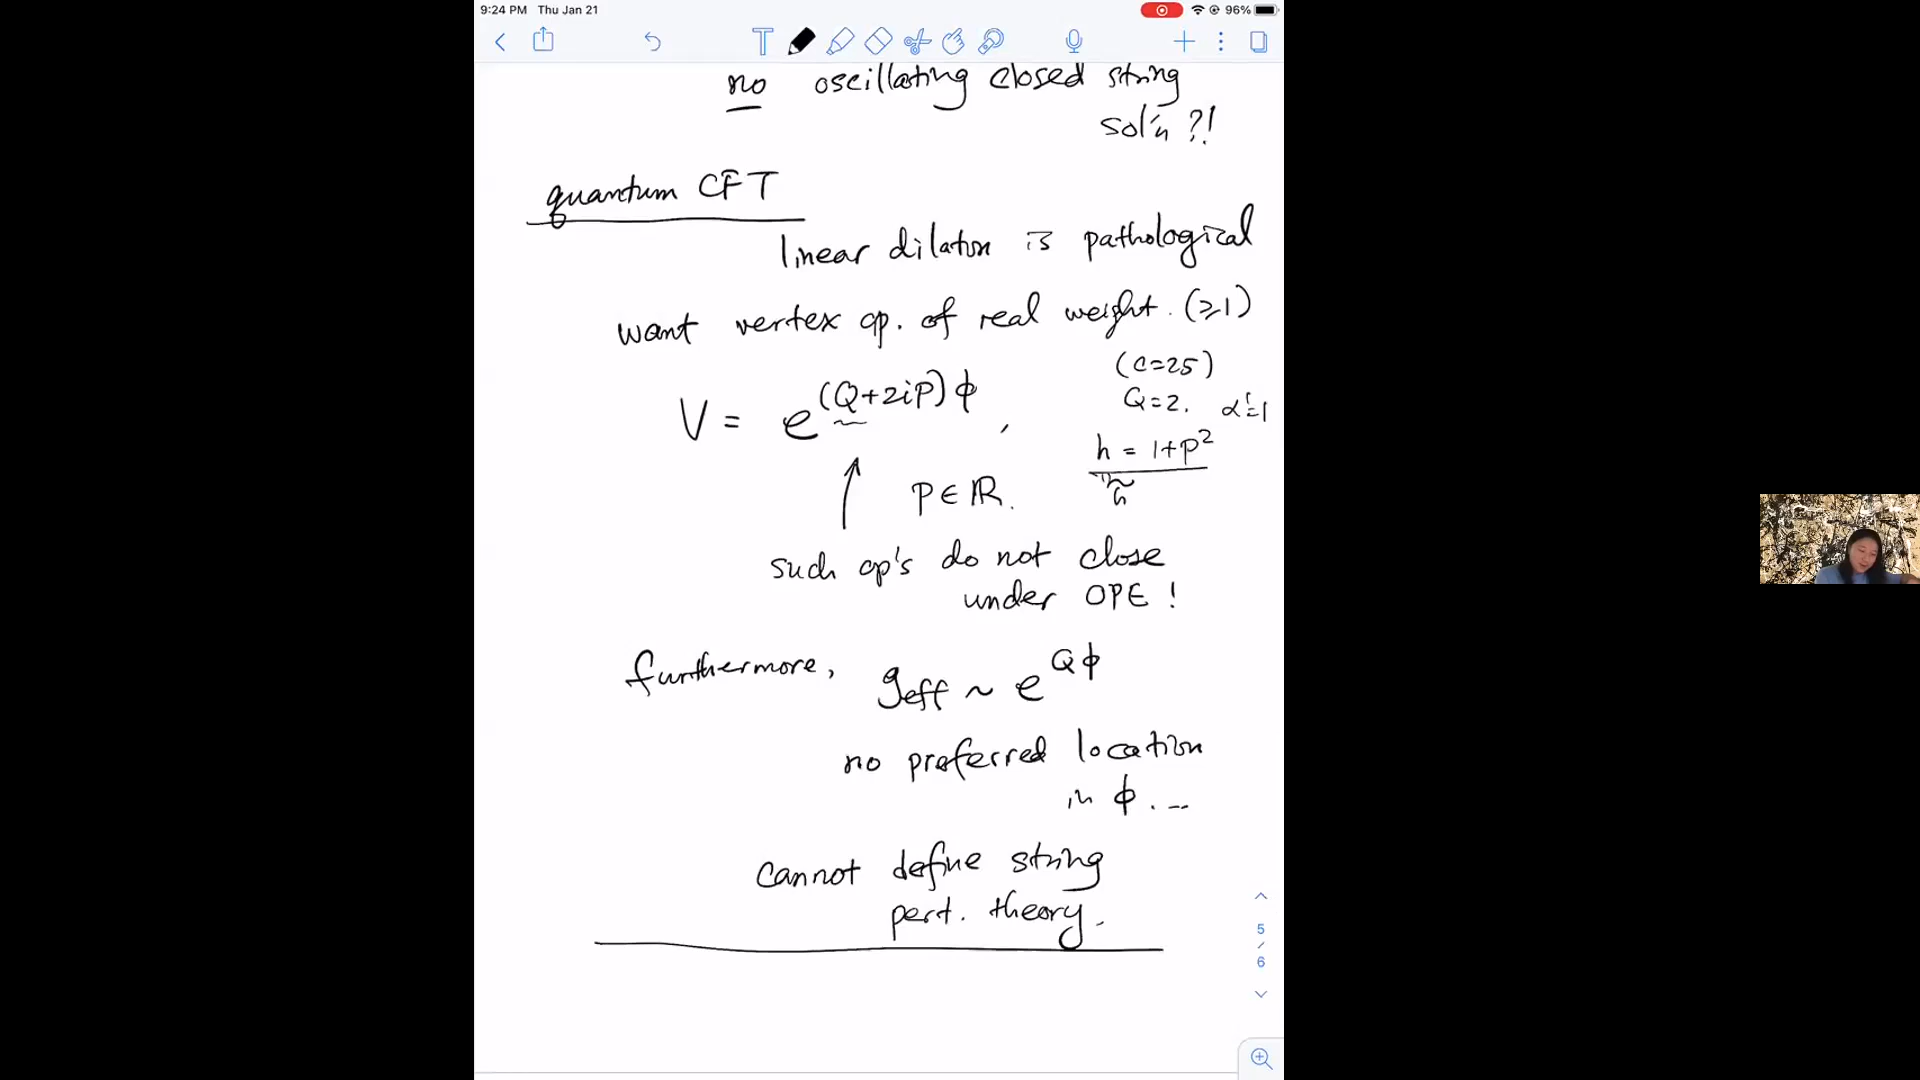 9:24 PM Thu Jan 21
96%
no oscillating closed string
sol'n ?!
quantum CFT
linear dilaton is pathological
want vertex op. of real weight. (≥1)
V = e^{(Q+2iP)ϕ} ,
(c=25)
Q=2. α'=1
h = 1+P²
h̃
P∈ℝ.
such op's do not close
under OPE !
furthermore, g_eff ~ e^{Qϕ}
no preferred location
in ϕ. ...
cannot define string
pert. theory.
5
/
6